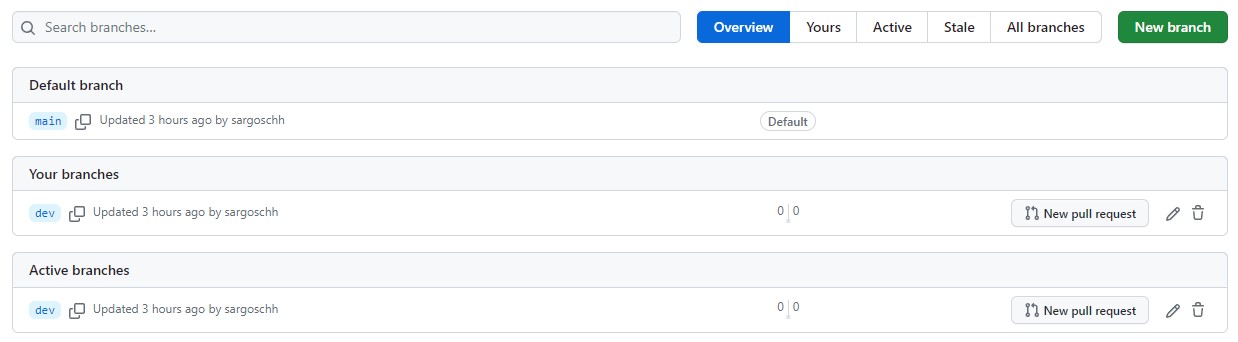 Search branches... Overview Yours Active Stale All branches New branch
Default branch
main Updated 3 hours ago by sargoschh Default
Your branches
dev Updated 3 hours ago by sargoschh 0 0 New pull request
Active branches
dev Updated 3 hours ago by sargoschh 0 0 New pull request